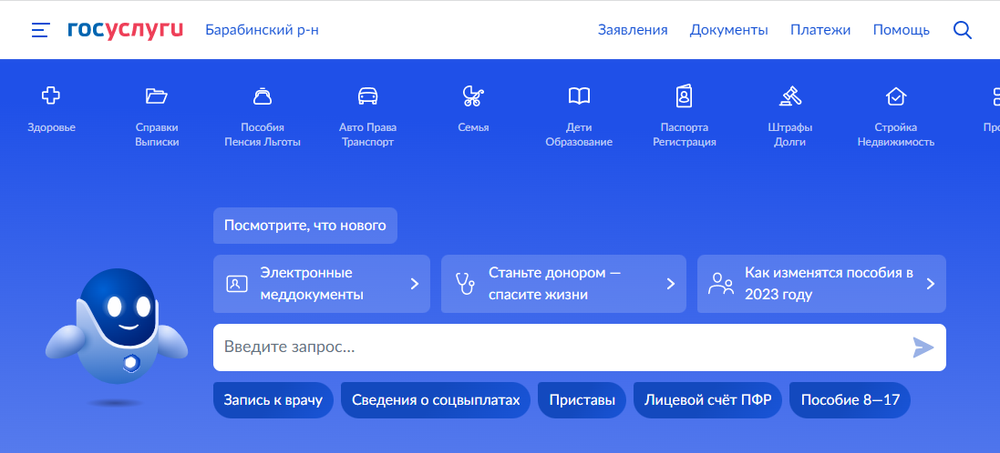 госуслуги Барабинский р-н Заявления Документы Платежи Помощь
Здоровье
Справки
Выписки
Пособия
Пенсия Льготы
Авто Права
Транспорт
Семья
Дети
Образование
Паспорта
Регистрация
Штрафы
Долги
Стройка
Недвижимость
Посмотрите, что нового
Электронные
меддокументы
Станьте донором —
спасите жизни
Как изменятся пособия в
2023 году
Введите запрос...
Запись к врачу
Сведения о соцвыплатах
Приставы
Лицевой счёт ПФР
Пособие 8—17